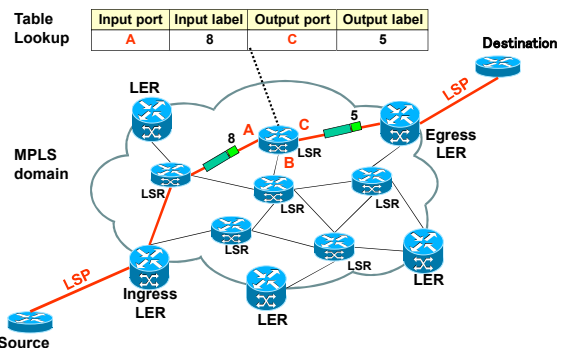 Table
Lookup
Input port Input label Output port Output label
A 8 C 5
Destination
LSP
LER
5
8 A C
Egress
LER
LSR
B
MPLS
domain
LSR
LSR
LSR
LSR
LSR
LSP
Ingress
LER
LER
LER
Source